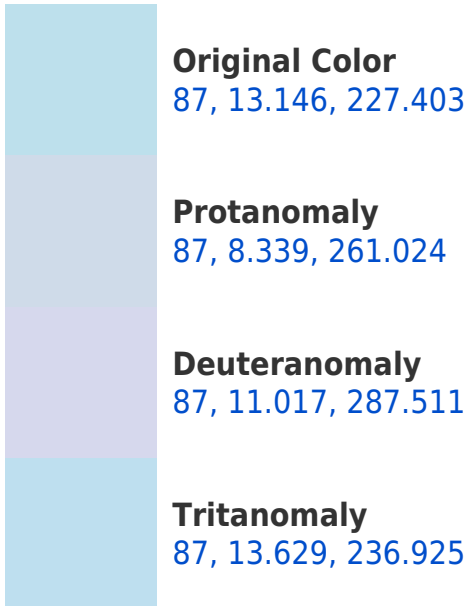 Original Color
87, 13.146, 227.403
Protanomaly
87, 8.339, 261.024
Deuteranomaly
87, 11.017, 287.511
Tritanomaly
87, 13.629, 236.925